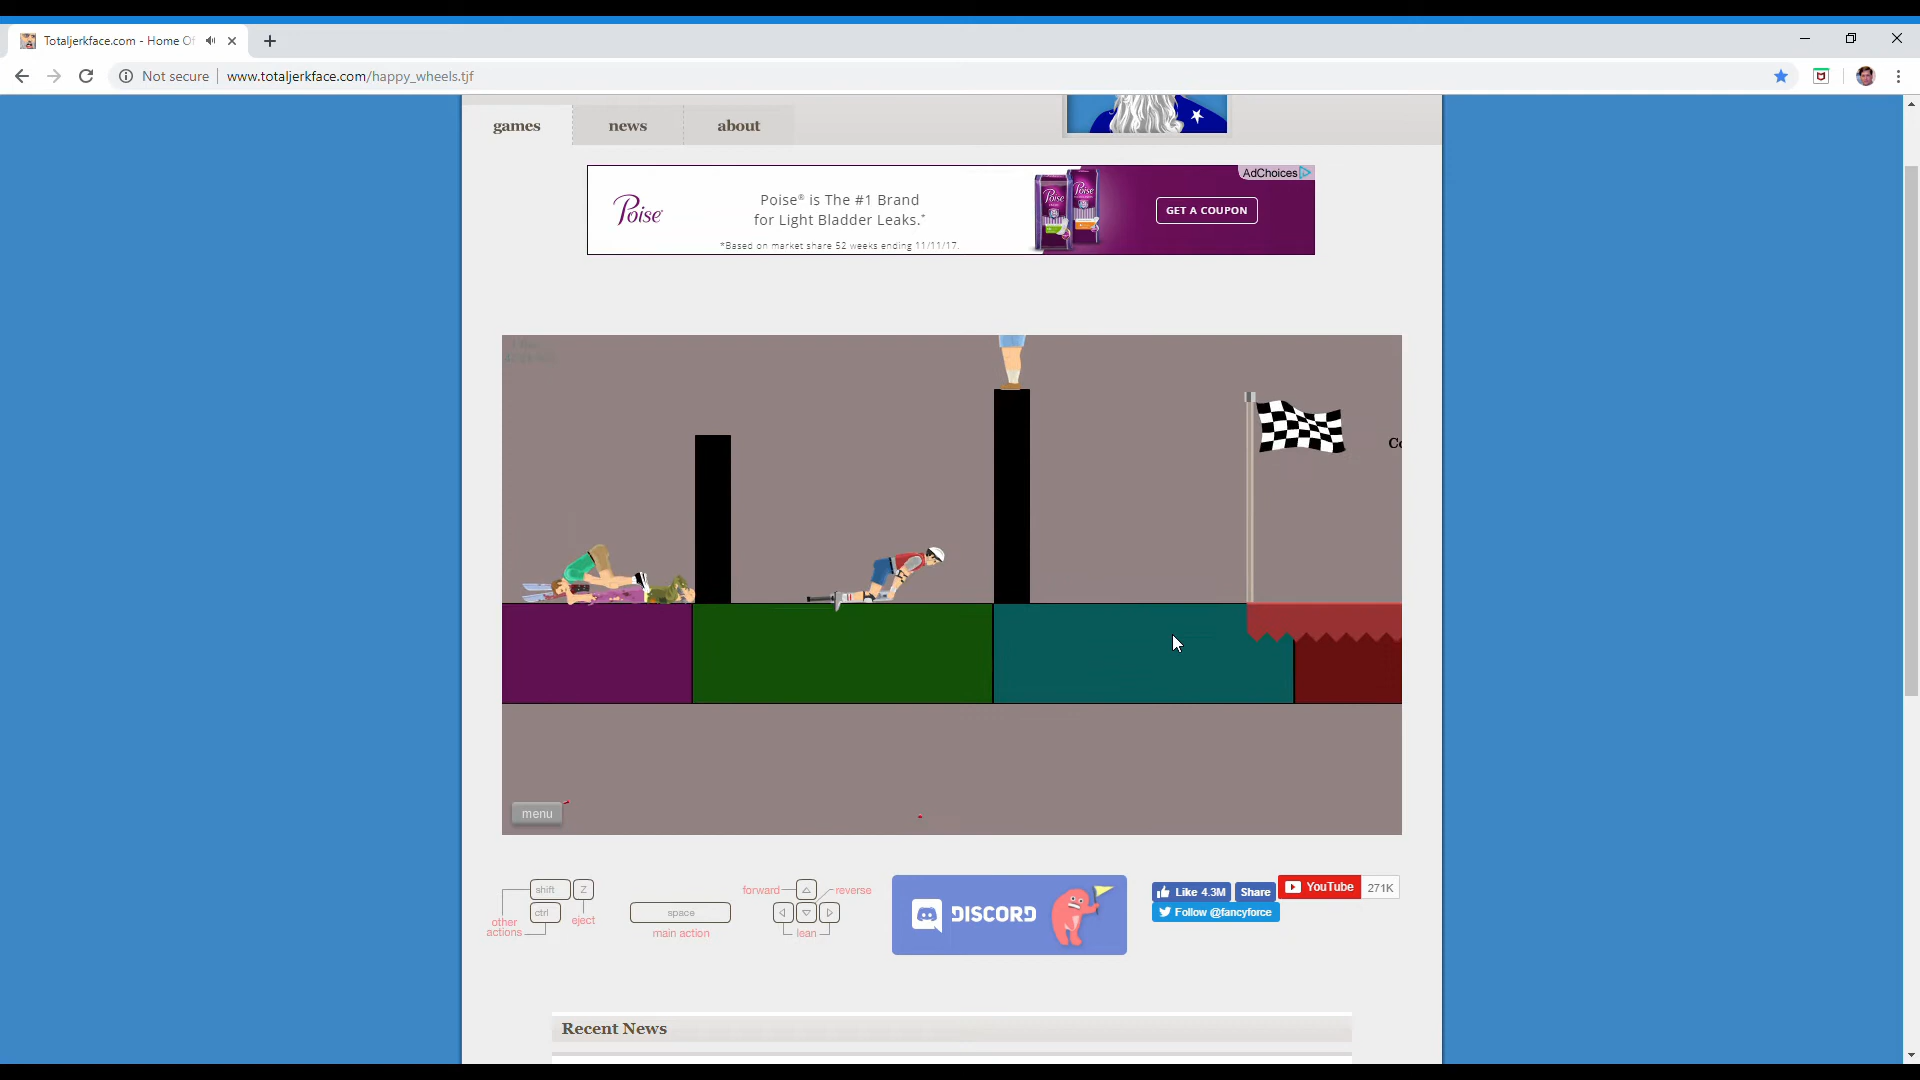 Totaljerkface.com - Home Of
Not secure
www.totaljerkface.com/happy_wheels.tjf
games
news
about
AdChoices
Poise
Poise® is The #1 Brand
for Light Bladder Leaks.*
*Based on market share 52 weeks ending 11/11/17.
GET A COUPON
menu
shift
Z
ctrl
other
actions
eject
space
main action
forward
reverse
lean
DISCORD
Like 4.3M
Share
YouTube
271K
Follow @fancyforce
Recent News